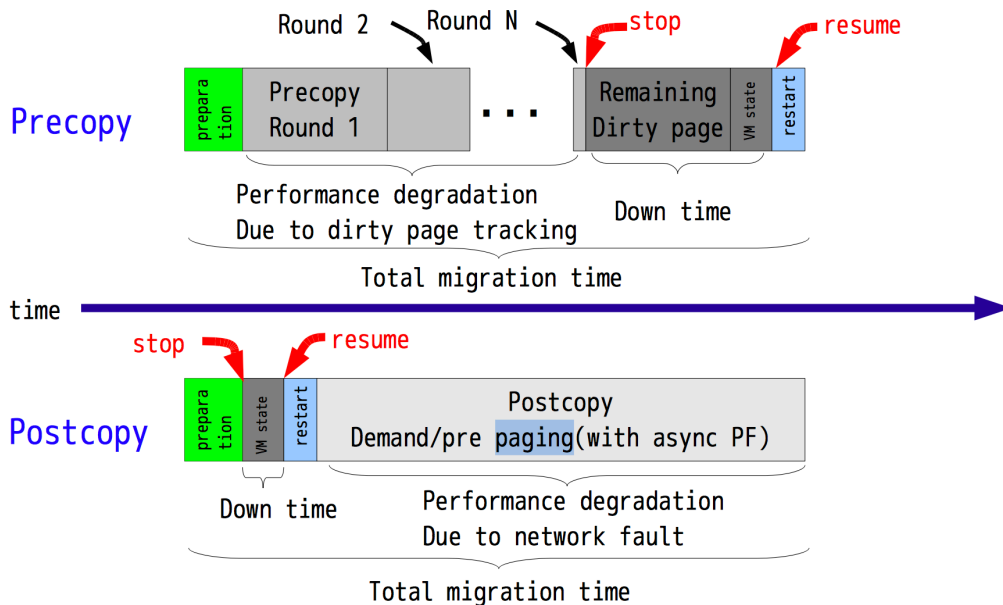 Round 2
Round N
stop
resume
Precopy
prepara
tion
Precopy
Round 1
...
Remaining
Dirty page
VM state
restart
Performance degradation
Due to dirty page tracking
Down time
Total migration time
time
stop
resume
Postcopy
prepara
tion
VM state
restart
Postcopy
Demand/pre paging(with async PF)
Down time
Performance degradation
Due to network fault
Total migration time